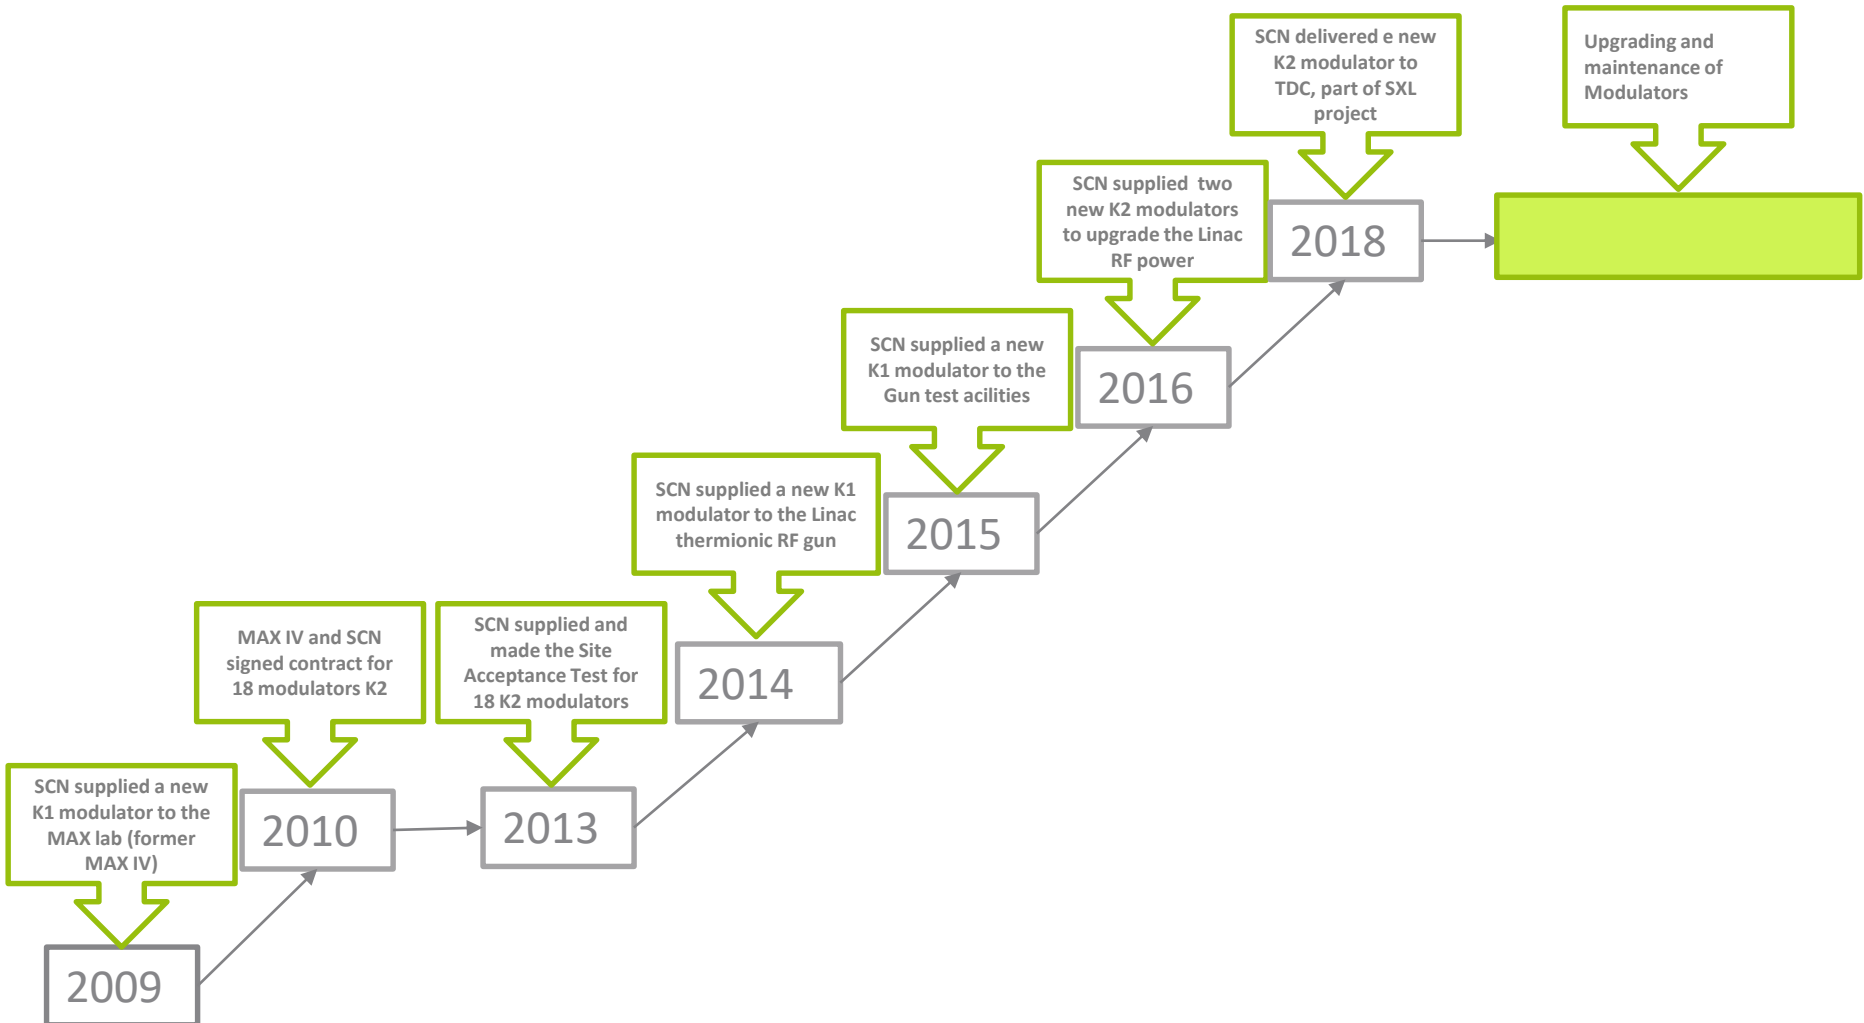 SCN supplied a new
K1 modulator to the
MAX lab (former
MAX IV)
2009
MAX IV and SCN
signed contract for
18 modulators K2
2010
SCN supplied and
made the Site
Acceptance Test for
18 K2 modulators
2013
SCN supplied a new K1
modulator to the Linac
thermionic RF gun
2014
SCN supplied a new
K1 modulator to the
Gun test acilities
2015
SCN supplied two
new K2 modulators
to upgrade the Linac
RF power
2016
SCN delivered e new
K2 modulator to
TDC, part of SXL
project
2018
Upgrading and
maintenance of
Modulators